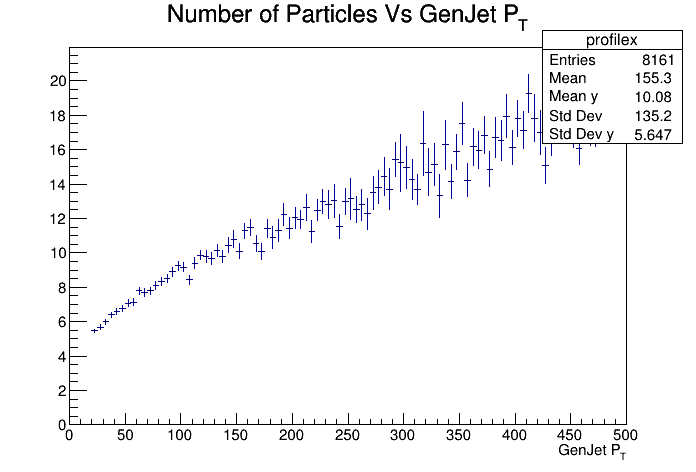 Number of Particles Vs GenJet P_T
profilex
Entries 8161
Mean 155.3
Mean y 10.08
Std Dev 135.2
Std Dev y 5.647
20
18
16
14
12
10
8
6
4
2
0
0 50 100 150 200 250 300 350 400 450 500
GenJet P_T